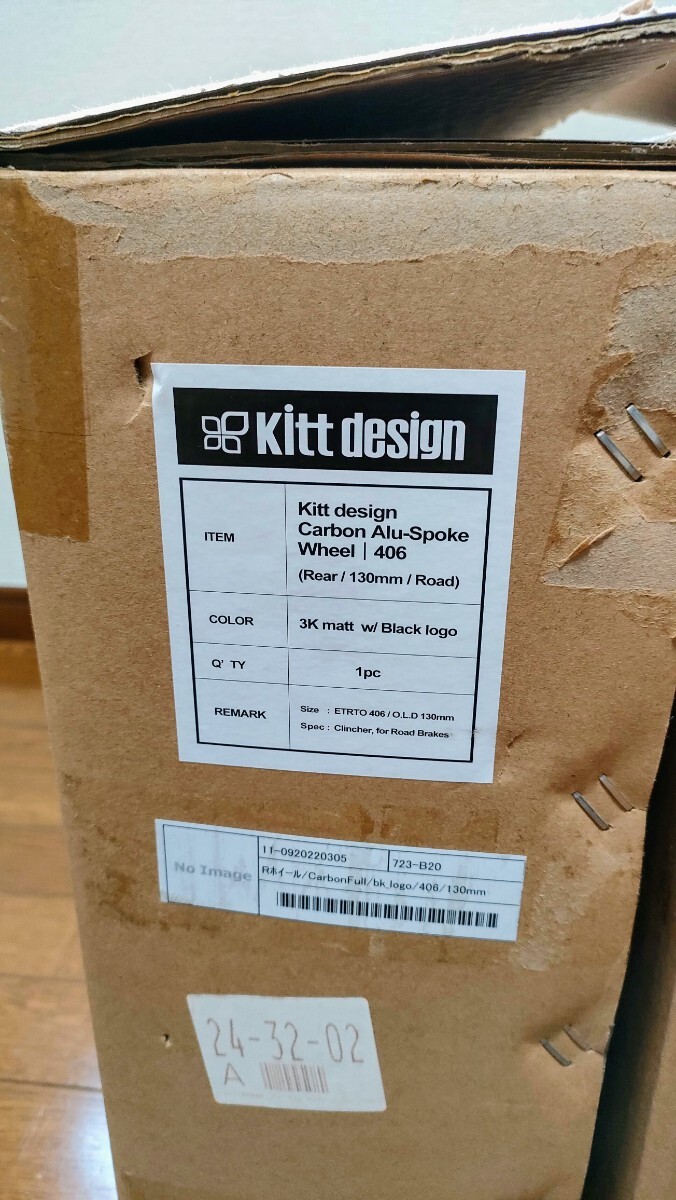 Kitt design
ITEM
Kitt design
Carbon Alu-Spoke
Wheel | 406
(Rear / 130mm / Road)
COLOR
3K matt w/ Black logo
Q' TY
1pc
REMARK
Size : ETRTO 406 / O.L.D 130mm
Spec : Clincher, for Road Brakes
No Image
11-0920220305
723-B20
Rホイール/CarbonFull/bk_logo/406/130mm
24-32-02
A